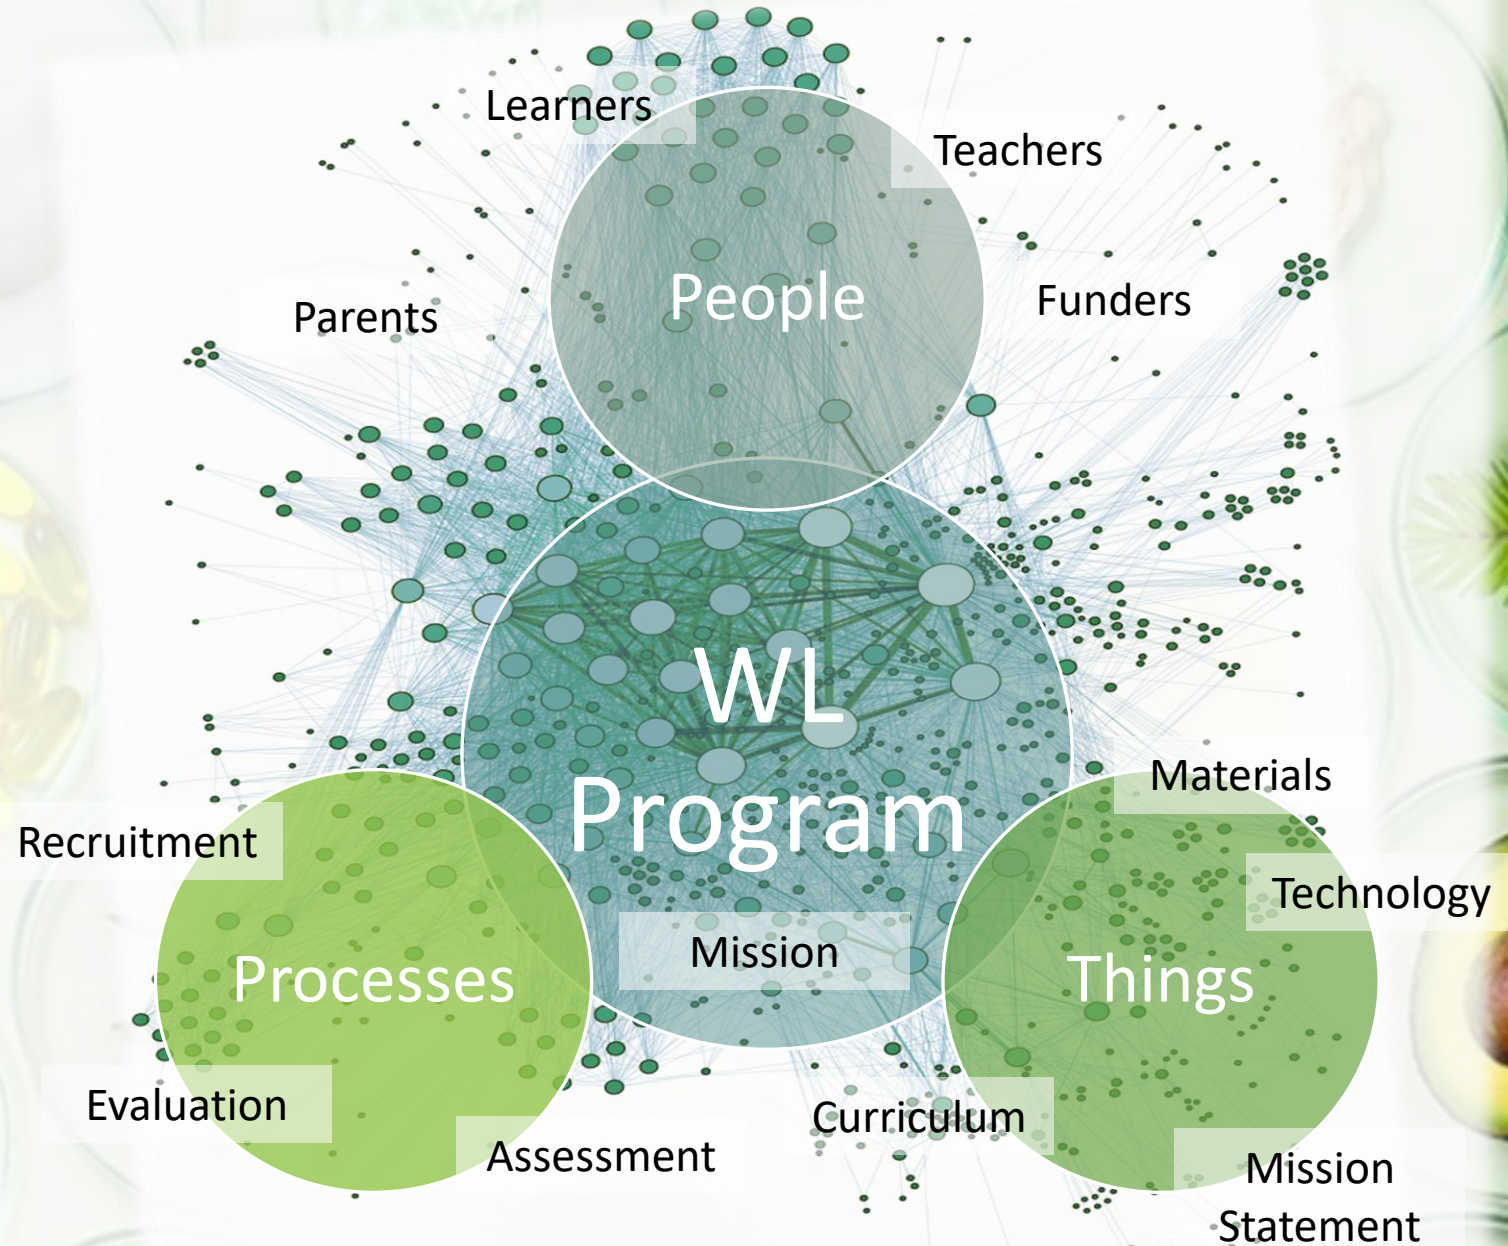 Learners
Teachers
People
Parents
Funders
WL
Program
Materials
Recruitment
Technology
Mission
Processes
Things
Evaluation
Curriculum
Assessment
Mission
Statement